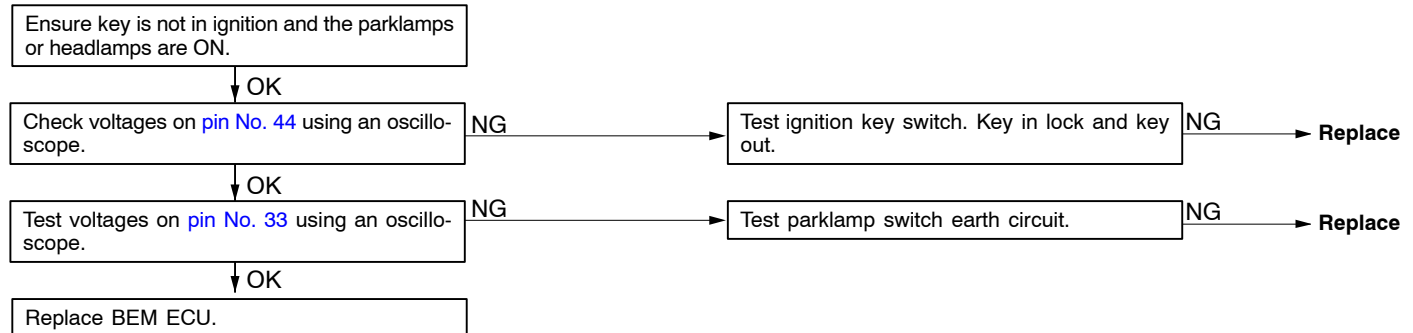 Ensure key is not in ignition and the parklamps
or headlamps are ON.
OK
Check voltages on pin No. 44 using an oscillo-
scope.
NG
Test ignition key switch. Key in lock and key
out.
NG
Replace
OK
Test voltages on pin No. 33 using an oscillo-
scope.
NG
Test parklamp switch earth circuit.
NG
Replace
OK
Replace BEM ECU.